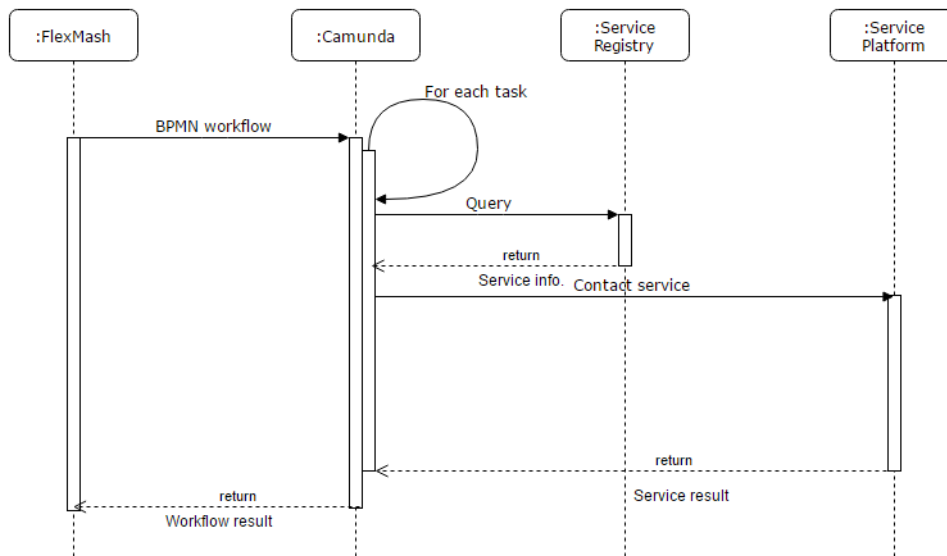 :FlexMash
:Camunda
:Service
Registry
:Service
Platform
For each task
BPMN workflow
Query
return
Service info.
Contact service
return
Service result
return
Workflow result